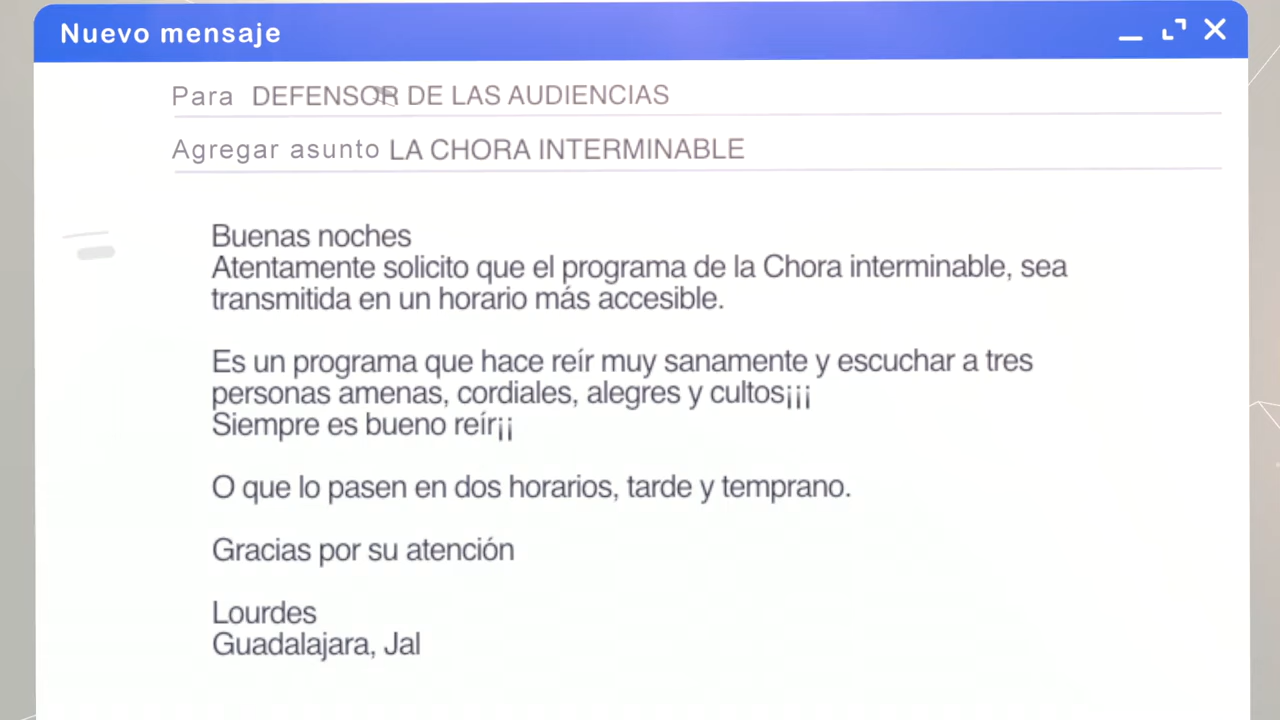 Nuevo mensaje
Para DEFENSOR DE LAS AUDIENCIAS
Agregar asunto LA CHORA INTERMINABLE
Buenas noches
Atentamente solicito que el programa de la Chora interminable, sea
transmitida en un horario más accesible.
Es un programa que hace reír muy sanamente y escuchar a tres
personas amenas, cordiales, alegres y cultos¡¡¡
Siempre es bueno reír¡¡
O que lo pasen en dos horarios, tarde y temprano.
Gracias por su atención
Lourdes
Guadalajara, Jal